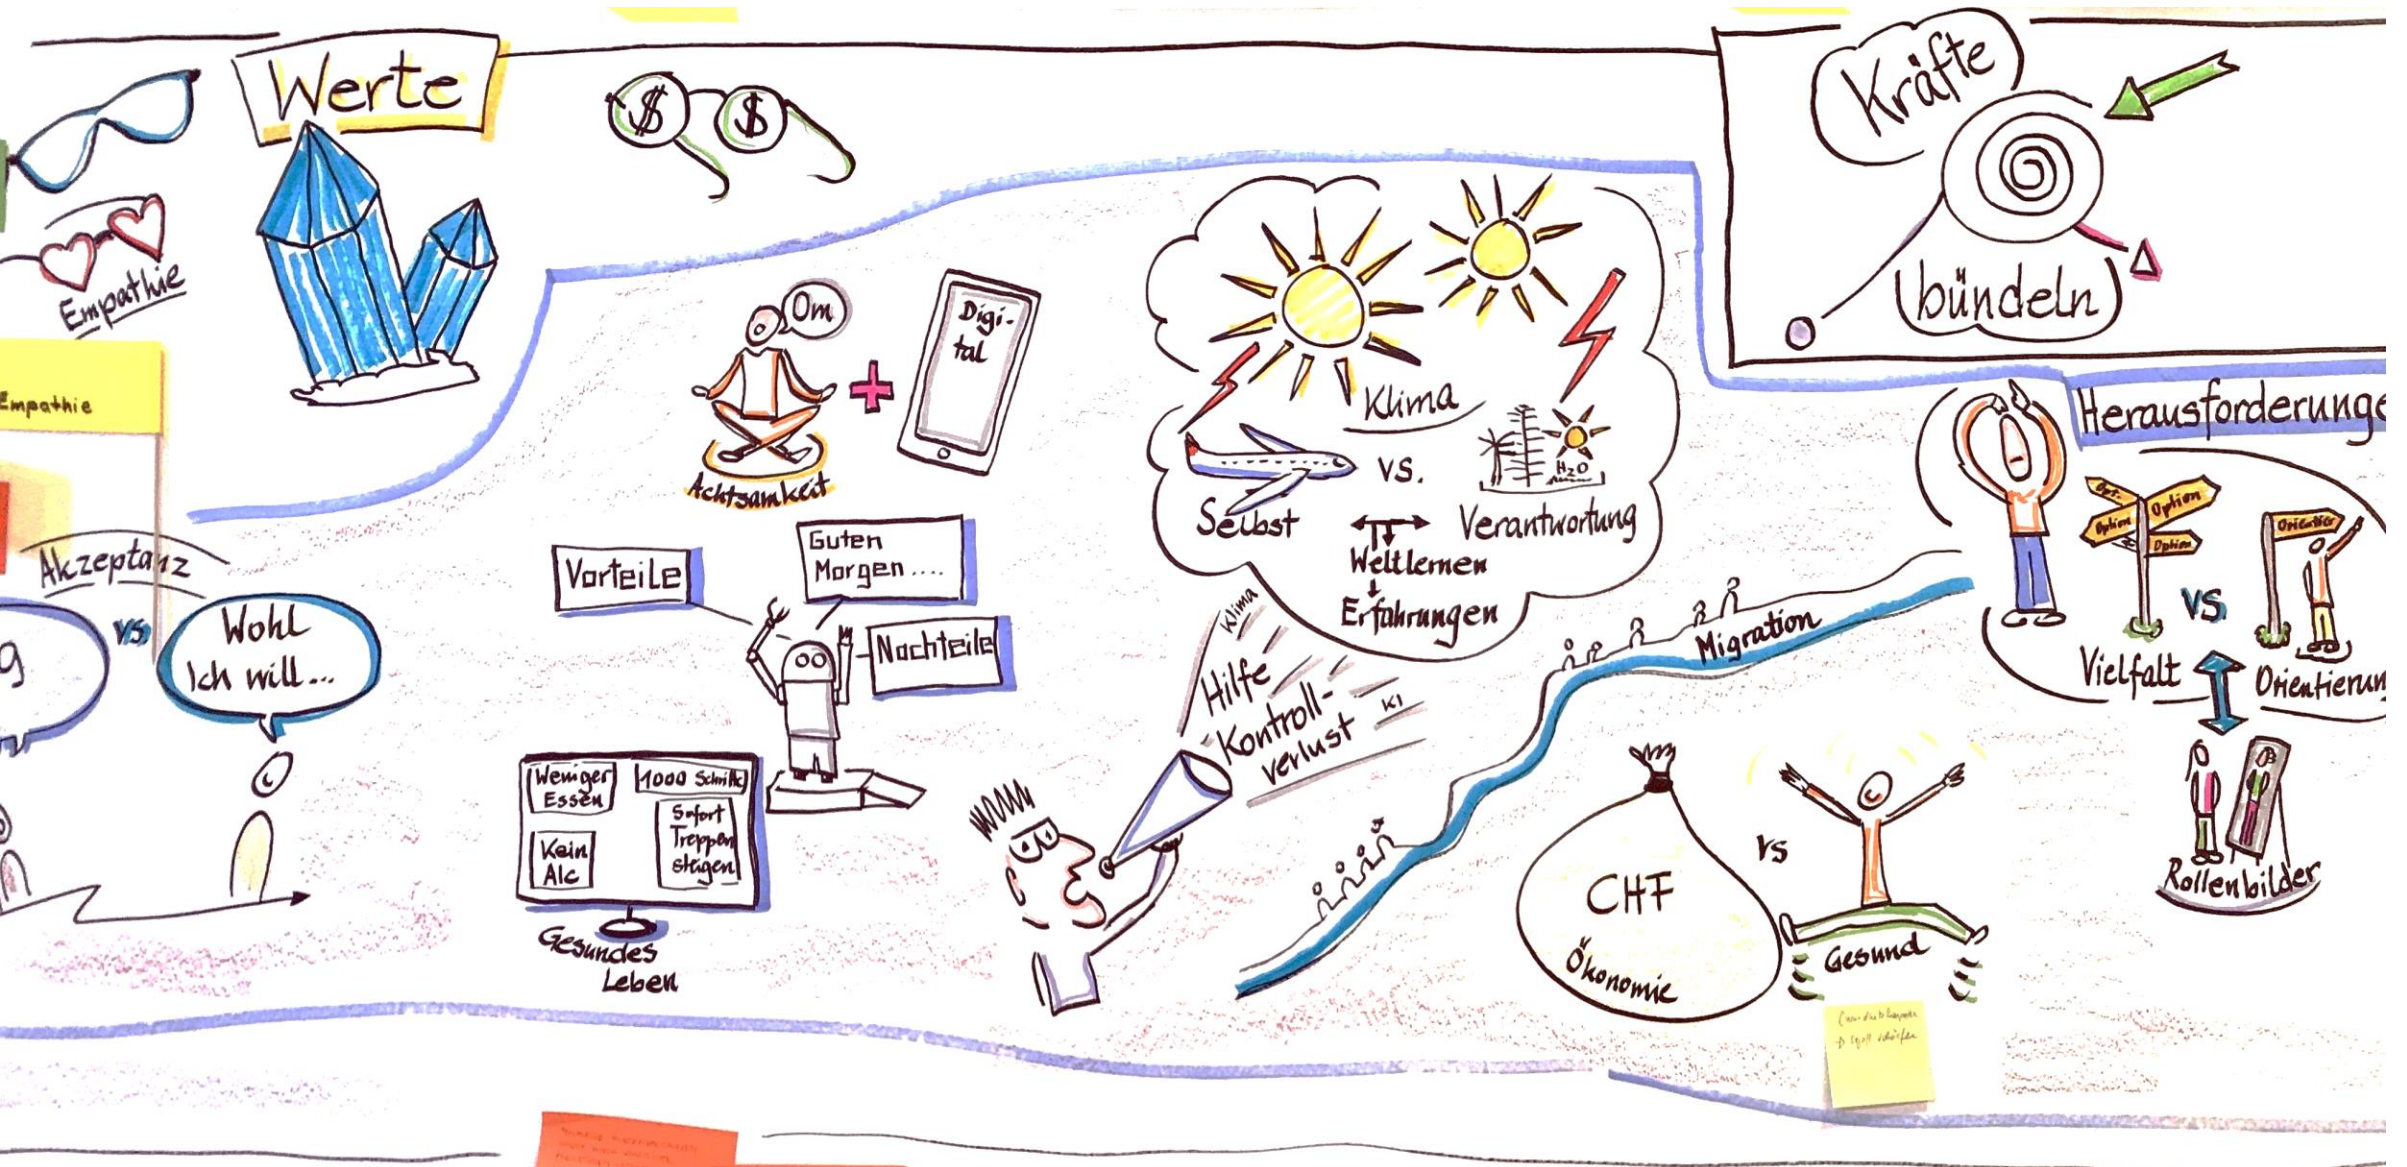 Werte
$ $
Kräfte
bündeln
Empathie
Empathie
Om
Digi-
tal
Achtsamkeit
Klima
vs.
H₂O
Selbst
Verantwortung
Weltlernen
Erfahrungen
Herausforderunge
Opt.
Option
Option
Option
vs.
Vielfalt
Orientierun
Rollenbilder
Akzeptanz
g
vs
Wohl
Ich will...
Vorteile
Guten
Morgen....
Nachteile
Weniger
Essen
1000 Schritte
Kein
Alc
Sofort
Treppen
steigen
Gesundes
Leben
Klima
Hilfe
Kontroll-
verlust
KI
Migration
CHF
Ökonomie
vs
Gesund